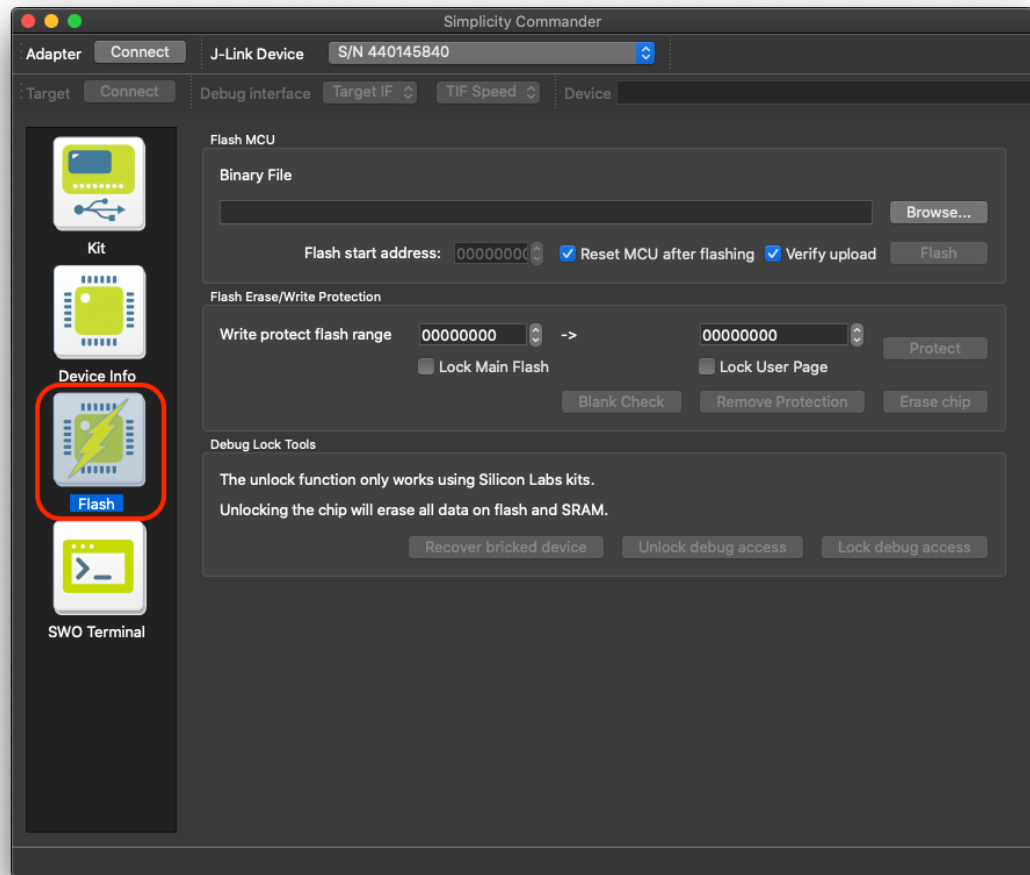 Simplicity Commander
Adapter Connect J-Link Device S/N 440145840
Target Connect Debug interface Target IF TIF Speed Device
Kit
Device Info
Flash
SWO Terminal
Flash MCU
Binary File
Browse...
Flash start address: 00000000 Reset MCU after flashing Verify upload Flash
Flash Erase/Write Protection
Write protect flash range 00000000 -> 00000000 Protect
Lock Main Flash Lock User Page
Blank Check Remove Protection Erase chip
Debug Lock Tools
The unlock function only works using Silicon Labs kits.
Unlocking the chip will erase all data on flash and SRAM.
Recover bricked device Unlock debug access Lock debug access